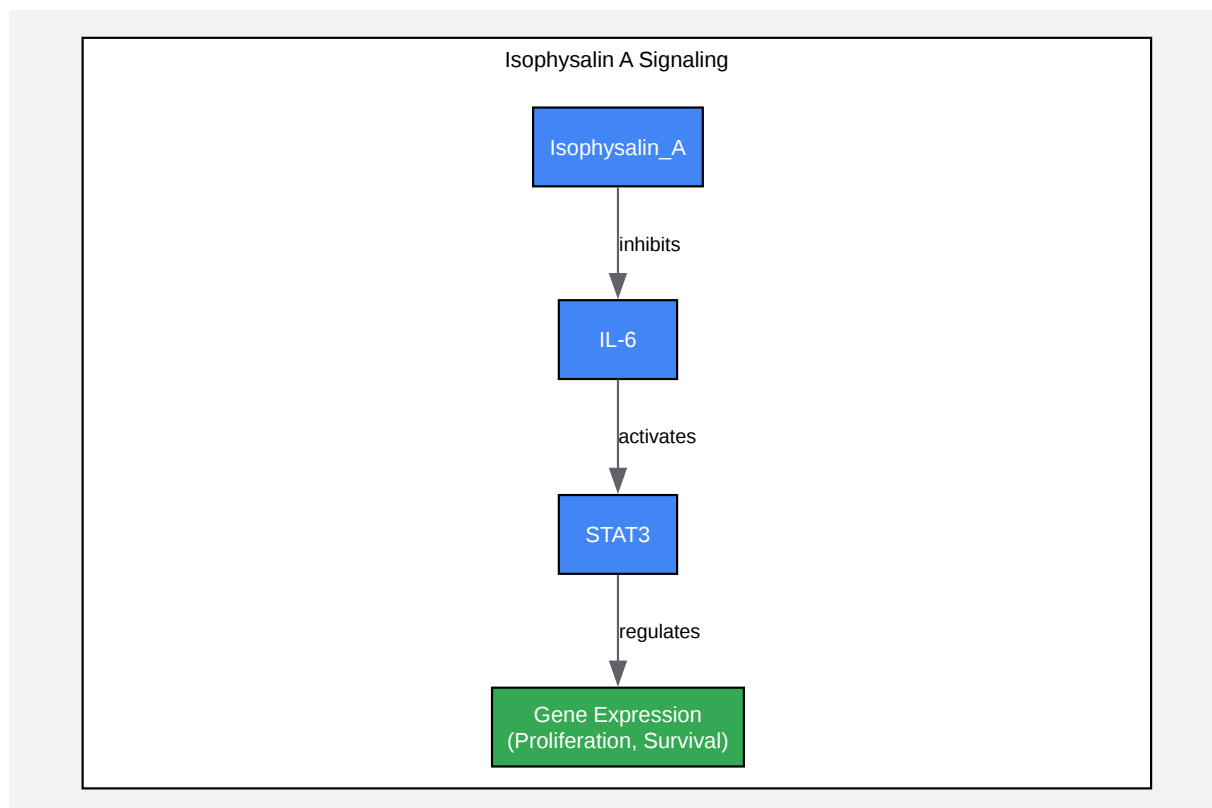 Isophysalin A Signaling
Isophysalin_A
inhibits
IL-6
activates
STAT3
regulates
Gene Expression
(Proliferation, Survival)